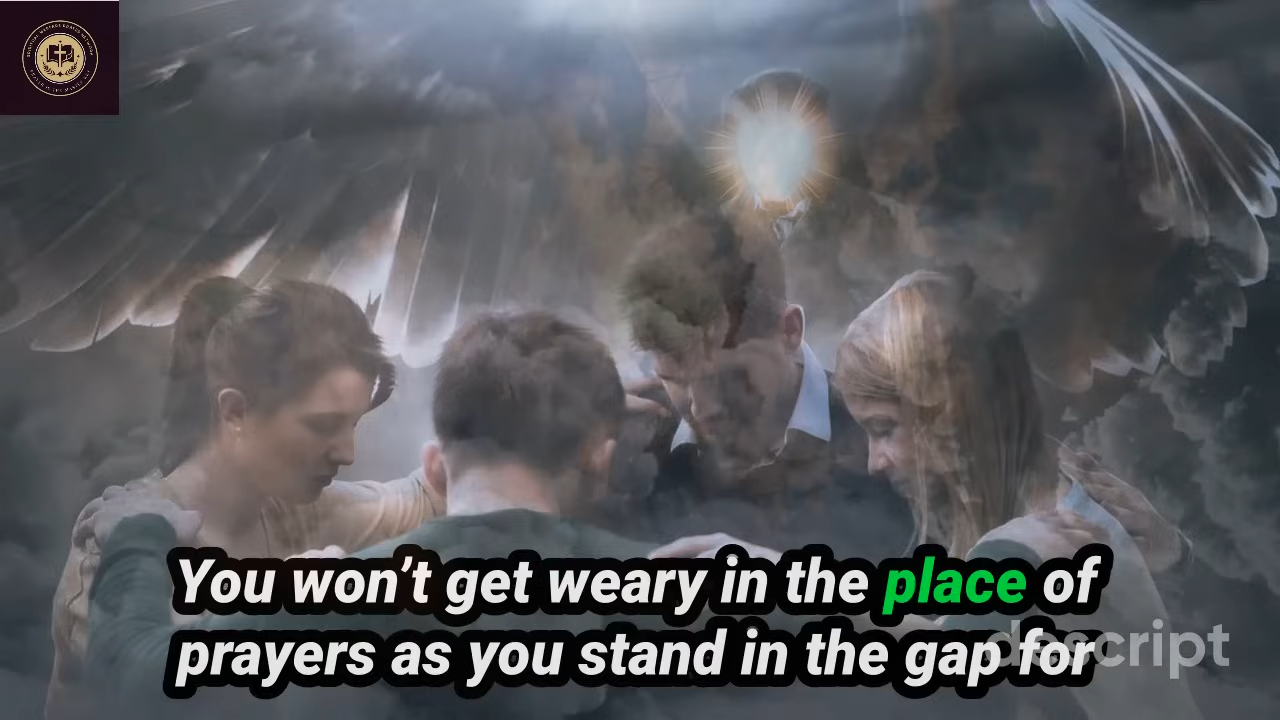 You won't get weary in the place of
prayers as you stand in the gap for
descript